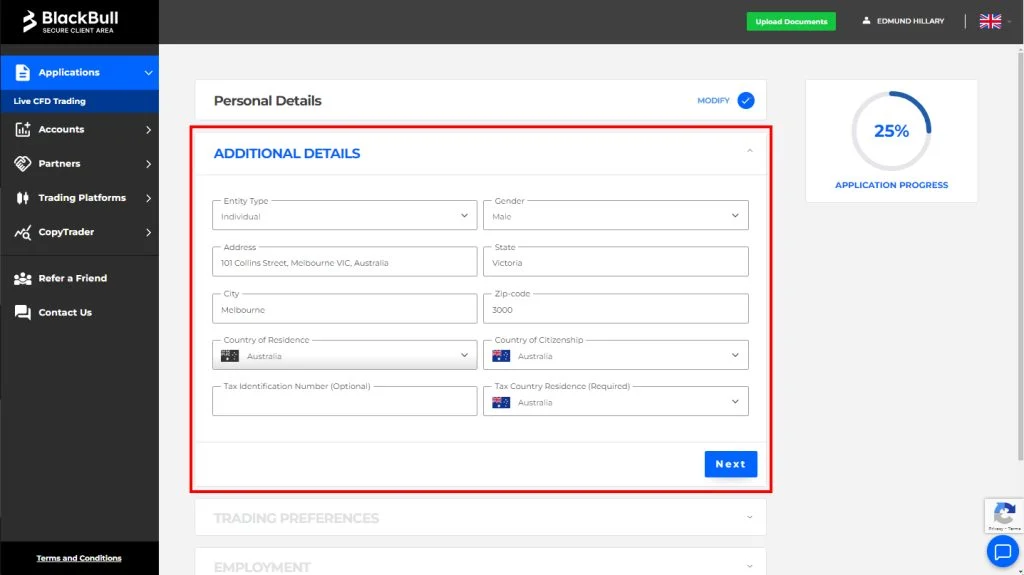 BlackBull
SECURE CLIENT AREA
Upload Documents
EDMUND HILLARY
Applications
Live CFD Trading
Accounts
Partners
Trading Platforms
CopyTrader
Refer a Friend
Contact Us
Terms and Conditions
Personal Details
MODIFY
ADDITIONAL DETAILS
Entity Type
Individual
Gender
Male
Address
101 Collins Street, Melbourne VIC, Australia
State
Victoria
City
Melbourne
Zip-code
3000
Country of Residence
Australia
Country of Citizenship
Australia
Tax Identification Number (Optional)
Tax Country Residence (Required)
Australia
Next
TRADING PREFERENCES
EMPLOYMENT
25%
APPLICATION PROGRESS
Privacy - Terms